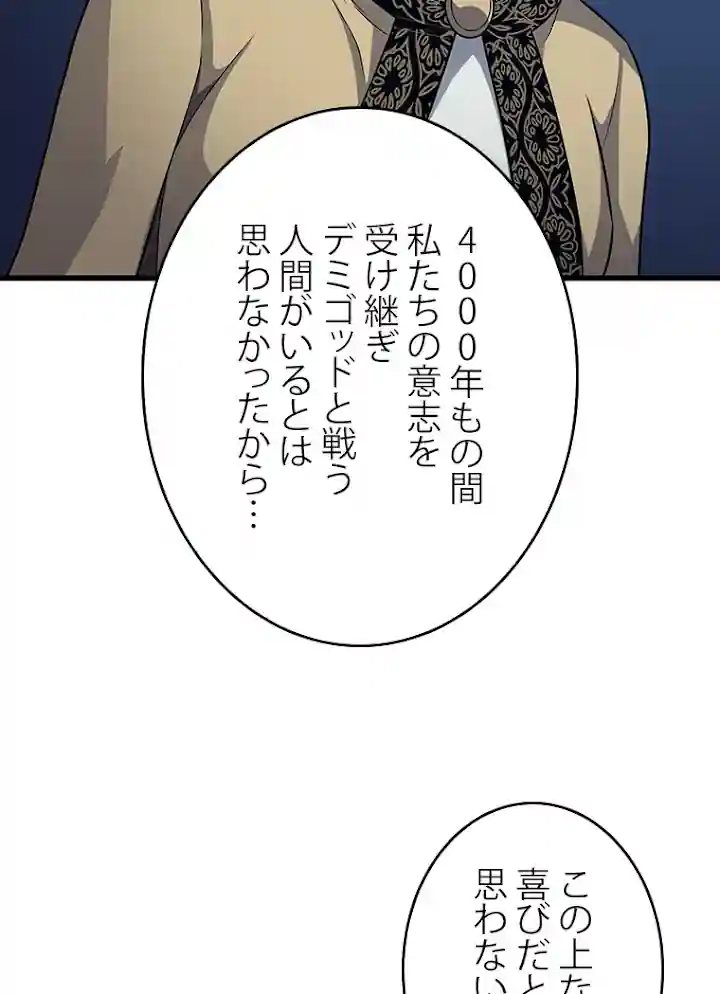 4000年もの間
私たちの意志を
受け継ぎ
デミゴッドと戦う
人間がいるとは
思わなかったから…
この上た
喜びだと
思わない